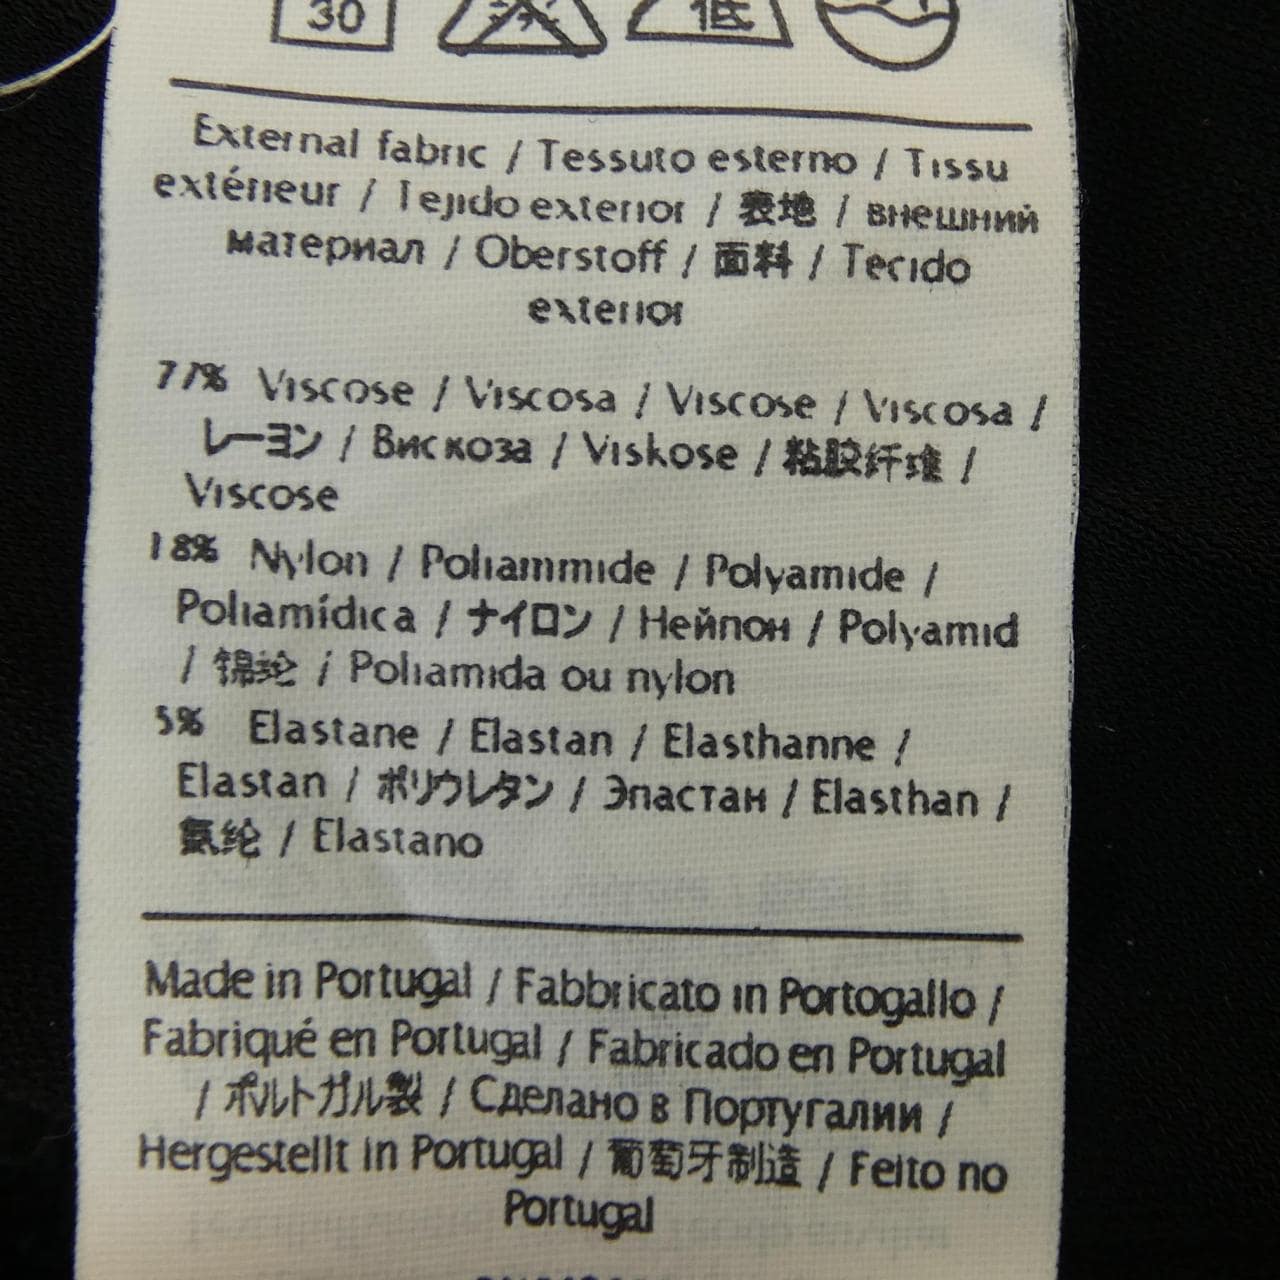 30
低
External fabric / Tessuto esterno / Tissu
extérieur / Tejido exterior / 表地 / внешний
материал / Oberstoff / 面料 / Tecido
exterior
77% Viscose / Viscosa / Viscose / Viscosa /
レーヨン / Вискоза / Viskose / 粘胶纤维 /
Viscose
18% Nylon / Poliammide / Polyamide /
Poliamídica / ナイロン / Нейлон / Polyamid
/ 锦纶 / Poliamida ou nylon
5% Elastane / Elastan / Elasthanne /
Elastan / ポリウレタン / Эластан / Elasthan /
氨纶 / Elastano
Made in Portugal / Fabbricato in Portogallo /
Fabriqué en Portugal / Fabricado en Portugal
/ ポルトガル製 / Сделано в Португалии /
Hergestellt in Portugal / 葡萄牙制造 / Feito no
Portugal